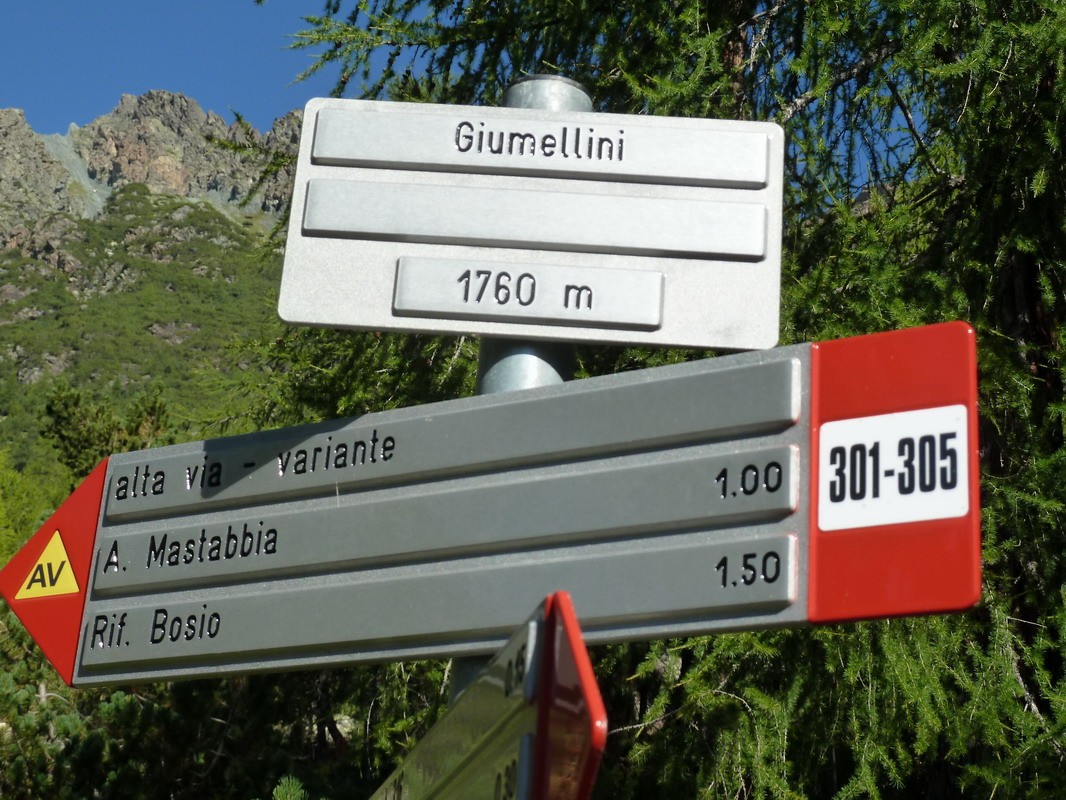 Giumellini
1760 m
alta via - variante
A. Mastabbia 1.00
Rif. Bosio 1.50
AV
301-305